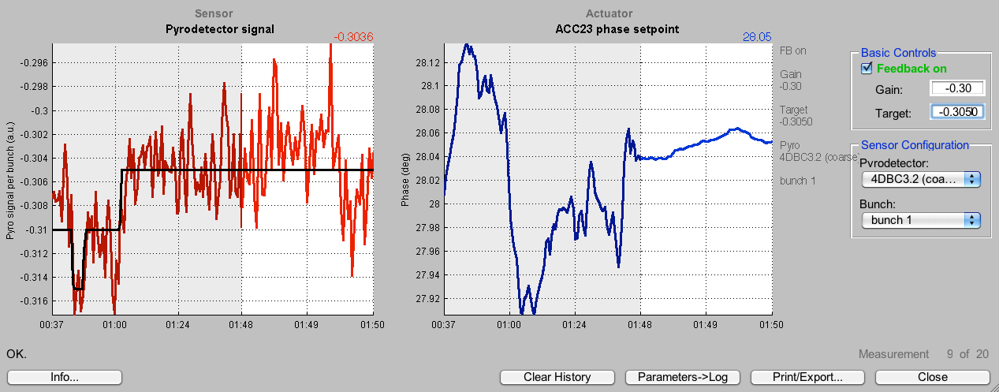 Sensor
Pyrodetector signal
-0.3036
Pyro signal per bunch (a.u.)
-0.296
-0.298
-0.3
-0.302
-0.304
-0.306
-0.308
-0.31
-0.312
-0.314
-0.316
00:37 01:00 01:24 01:48 01:49 01:50
Actuator
ACC23 phase setpoint
28.05
Phase (deg)
28.12
28.1
28.08
28.06
28.04
28.02
28
27.98
27.96
27.94
27.92
00:37 01:00 01:24 01:48 01:49 01:50
FB on
Gain
-0.30
Target
-0.3050
Pyro
4DBC3.2 (coarse)
bunch 1
Basic Controls
Feedback on
Gain: -0.30
Target: -0.3050
Sensor Configuration
Pyrodetector:
4DBC3.2 (coa...
Bunch:
bunch 1
OK.
Measurement 9 of 20
Info... Clear History Parameters->Log Print/Export... Close